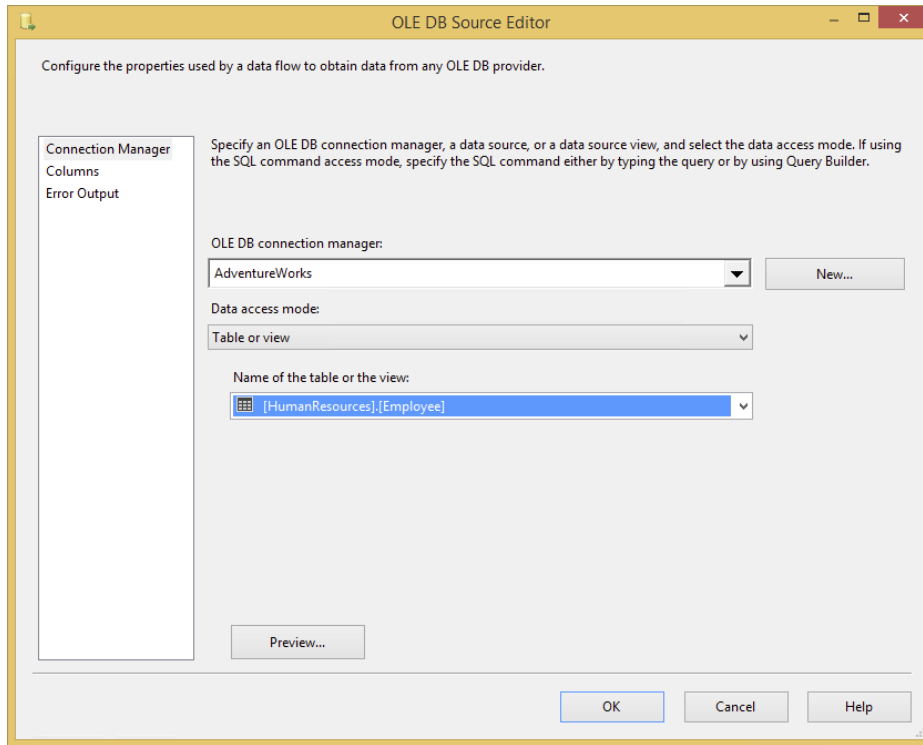 OLE DB Source Editor
Configure the properties used by a data flow to obtain data from any OLE DB provider.
Connection Manager
Columns
Error Output
Specify an OLE DB connection manager, a data source, or a data source view, and select the data access mode. If using
the SQL command access mode, specify the SQL command either by typing the query or by using Query Builder.
OLE DB connection manager:
AdventureWorks
New...
Data access mode:
Table or view
Name of the table or the view:
[HumanResources].[Employee]
Preview...
OK
Cancel
Help